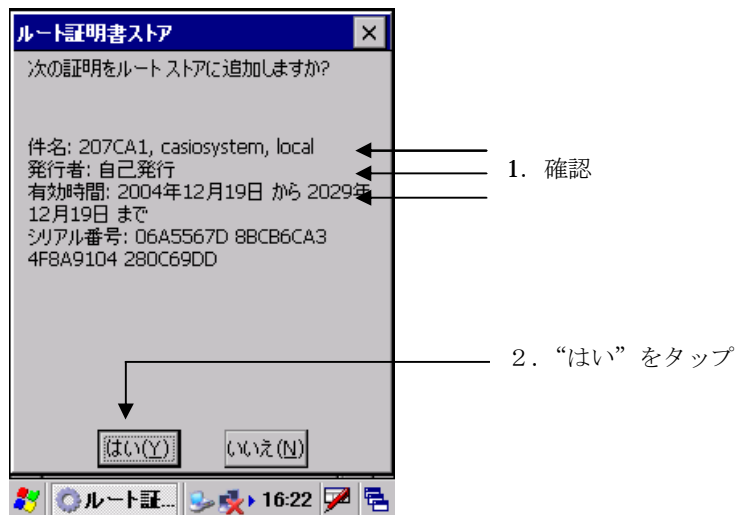 ルート証明書ストア
次の証明をルート ストアに追加しますか?
件名: 207CA1, casiosystem, local
発行者: 自己発行
有効時間: 2004年12月19日 から 2029年
12月19日 まで
シリアル番号: 06A5567D 8BCB6CA3
4F8A9104 280C69DD
1. 確認
2.“はい”をタップ
はい(Y) いいえ(N)
ルート証... 16:22